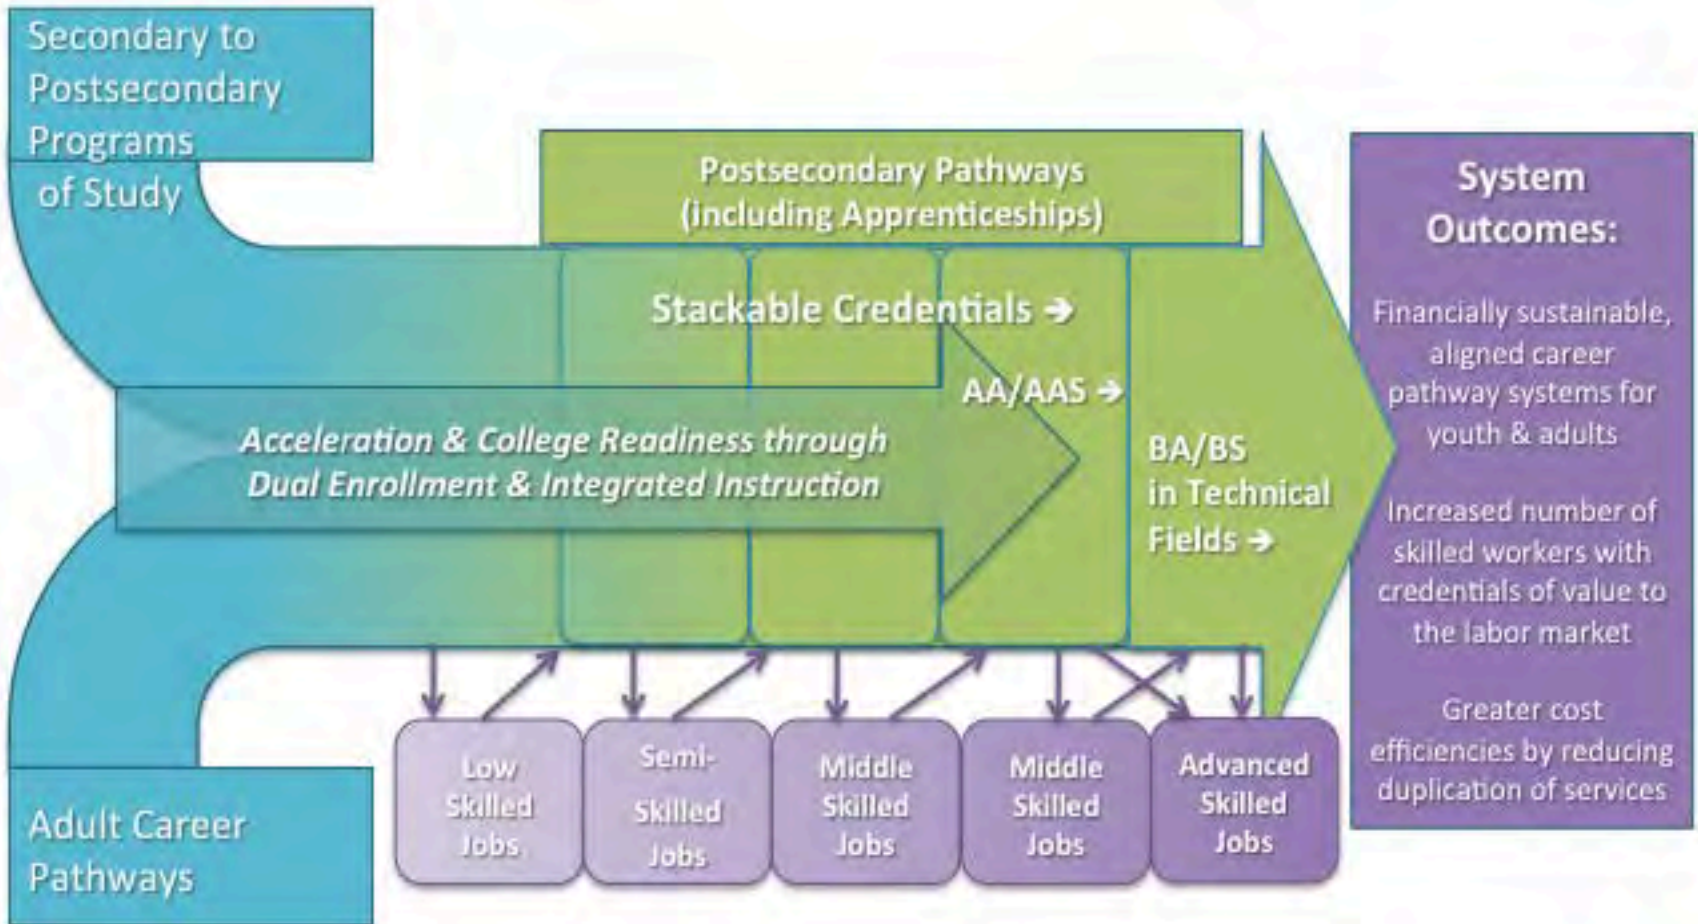 Secondary to
Postsecondary
Programs
of Study
Postsecondary Pathways
(including Apprenticeships)
Stackable Credentials →
AA/AAS →
Acceleration & College Readiness through
Dual Enrollment & Integrated Instruction
BA/BS
in Technical
Fields →
System
Outcomes:
Financially sustainable,
aligned career
pathway systems for
youth & adults
Increased number of
skilled workers with
credentials of value to
the labor market
Greater cost
efficiencies by reducing
duplication of services
Adult Career
Pathways
Low
Skilled
Jobs
Semi-
Skilled
Jobs
Middle
Skilled
Jobs
Middle
Skilled
Jobs
Advanced
Skilled
Jobs